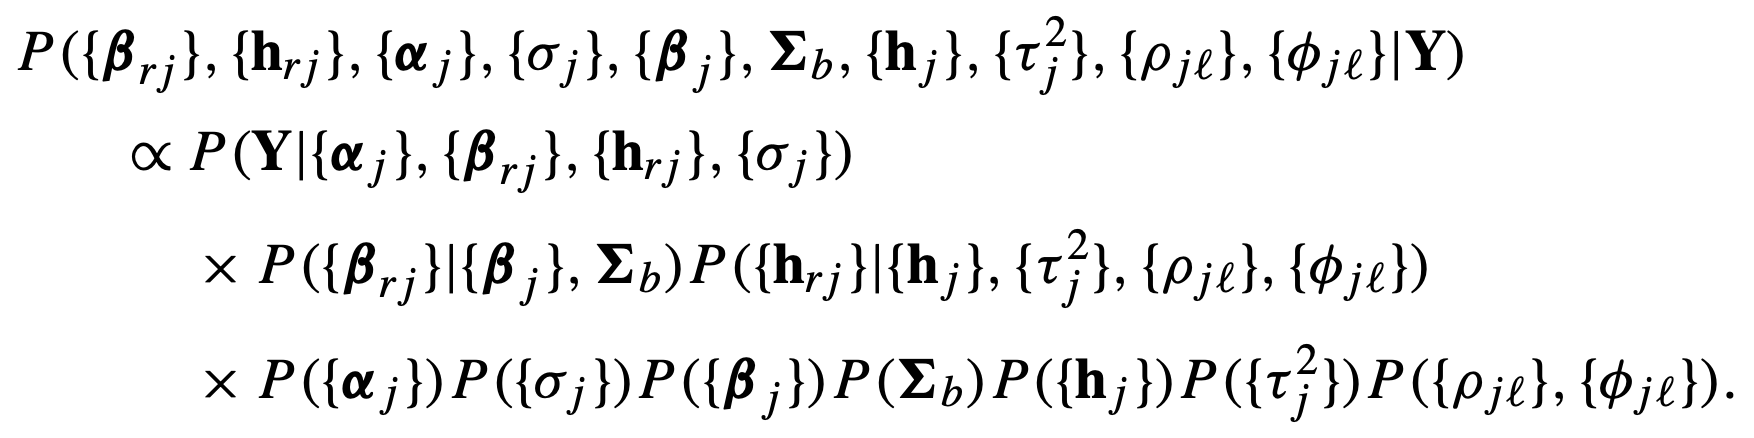 P({𝛃_{rj}}, {𝐡_{rj}}, {𝛂_j}, {σ_j}, {𝛃_j}, 𝚺_b, {𝐡_j}, {τ_j^2}, {ρ_{jℓ}}, {ϕ_{jℓ}}|𝐘)
∝ P(𝐘|{𝛂_j}, {𝛃_{rj}}, {𝐡_{rj}}, {σ_j})
× P({𝛃_{rj}}|{𝛃_j}, 𝚺_b)P({𝐡_{rj}}|{𝐡_j}, {τ_j^2}, {ρ_{jℓ}}, {ϕ_{jℓ}})
× P({𝛂_j})P({σ_j})P({𝛃_j})P(𝚺_b)P({𝐡_j})P({τ_j^2})P({ρ_{jℓ}}, {ϕ_{jℓ}}).